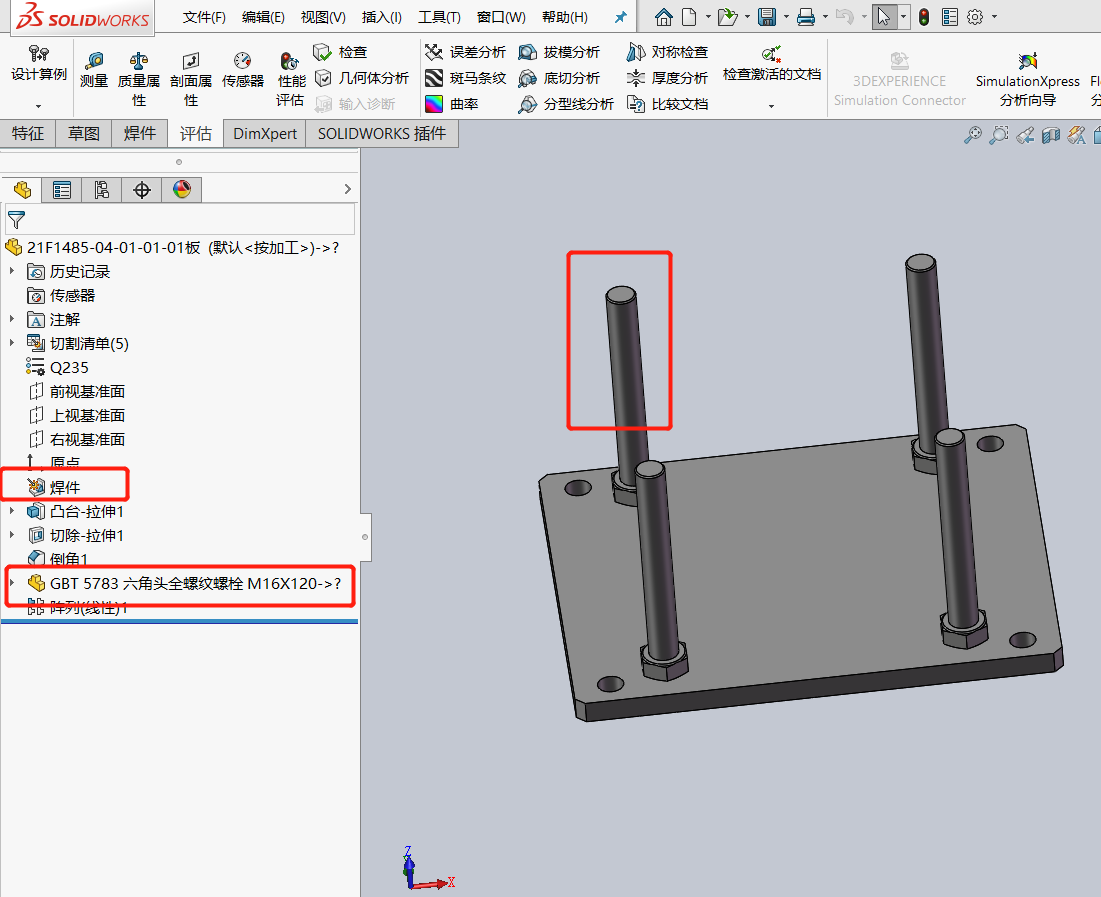 SOLIDWORKS 文件(F) 编辑(E) 视图(V) 插入(I) 工具(T) 窗口(W) 帮助(H)
设计算例
测量
质量属性
剖面属性
传感器
性能评估
检查
几何体分析
输入诊断
误差分析
斑马条纹
曲率
拔模分析
底切分析
分型线分析
对称检查
厚度分析
比较文档
检查激活的文档
3DEXPERIENCE
Simulation Connector
SimulationXpress
分析向导
特征 草图 焊件 评估 DimXpert SOLIDWORKS 插件
21F1485-04-01-01-01板 (默认<按加工>)->?
历史记录
传感器
注解
切割清单(5)
Q235
前视基准面
上视基准面
右视基准面
原点
焊件
凸台-拉伸1
切除-拉伸1
倒角1
GBT 5783 六角头全螺纹螺栓 M16X120->?
阵列(线性)1
Z
X